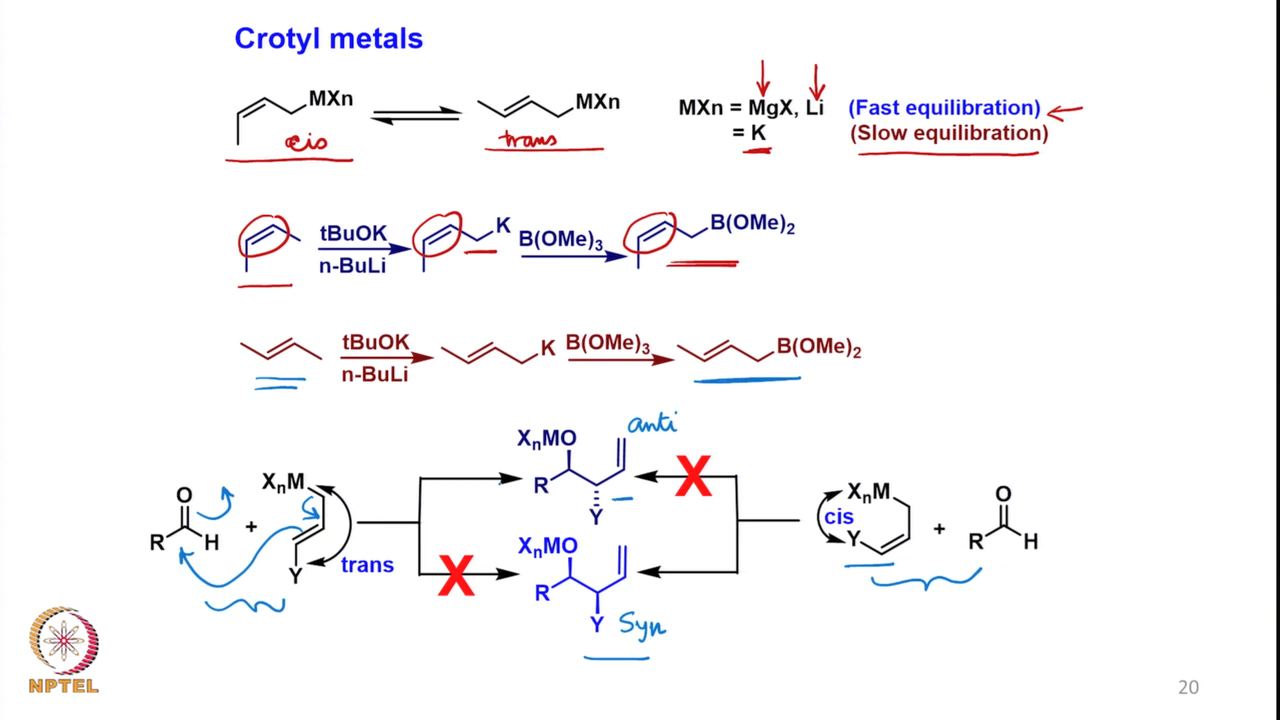 Crotyl metals
MXn MXn MXn = MgX, Li (Fast equilibration)
= K (Slow equilibration)
cis trans
tBuOK K B(OMe)3 B(OMe)2
n-BuLi
tBuOK K B(OMe)3 B(OMe)2
n-BuLi
anti
XnMO
R
Y
O
R H
+
XnM
Y
trans
X
X
XnMO
R
Y Syn
XnM
cis
Y
+
O
R H
NPTEL
20